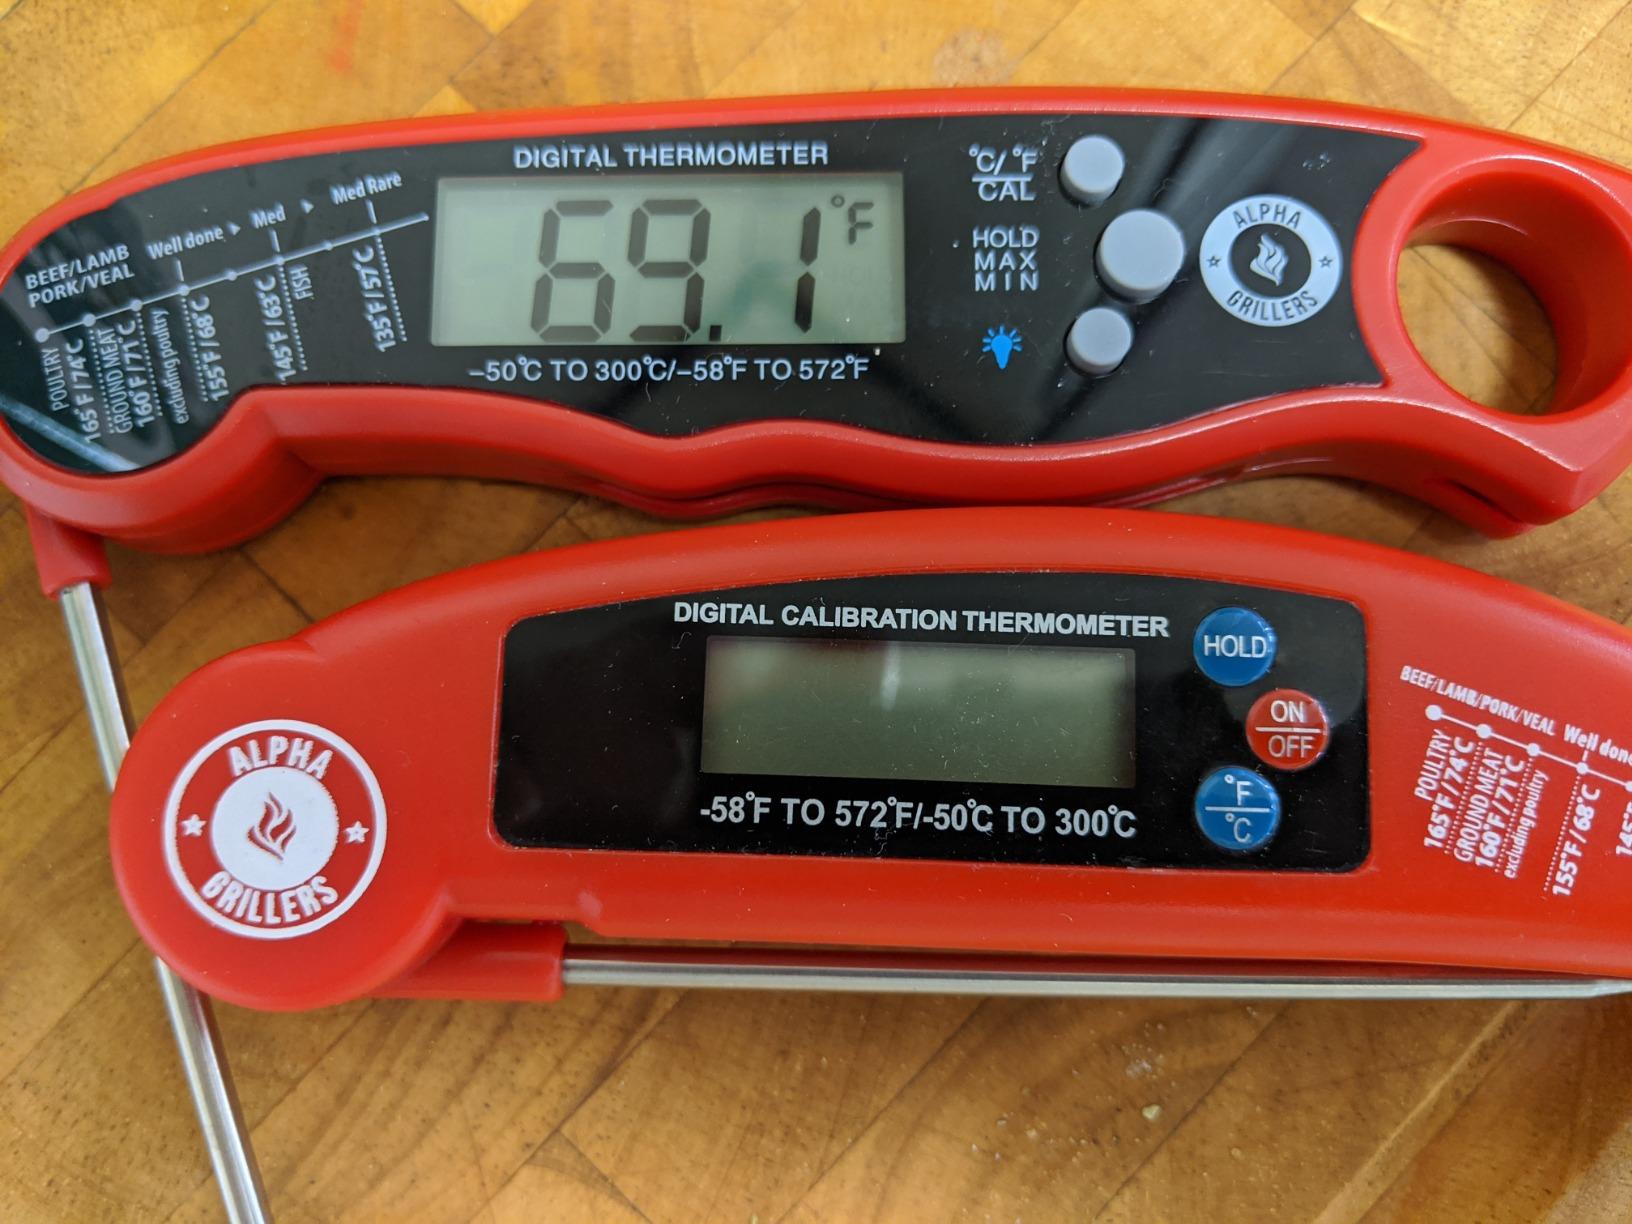 DIGITAL THERMOMETER
69.1 °F
-50°C TO 300°C/-58°F TO 572°F
BEEF/LAMB
PORK/VEAL
Well done
Med
Med Rare
POULTRY
165°F/74°C
GROUND MEAT
160°F/71°C
excluding poultry
155°F/68°C
145°F/63°C
FISH
135°F/57°C
°C/°F
CAL
HOLD
MAX
MIN
ALPHA
GRILLERS
DIGITAL CALIBRATION THERMOMETER
-58°F TO 572°F/-50°C TO 300°C
HOLD
ON
OFF
°F
°C
ALPHA
GRILLERS
BEEF/LAMB/PORK/VEAL Well done
POULTRY
165°F/74°C
GROUND MEAT
160°F/71°C
excluding poultry
155°F/68°C